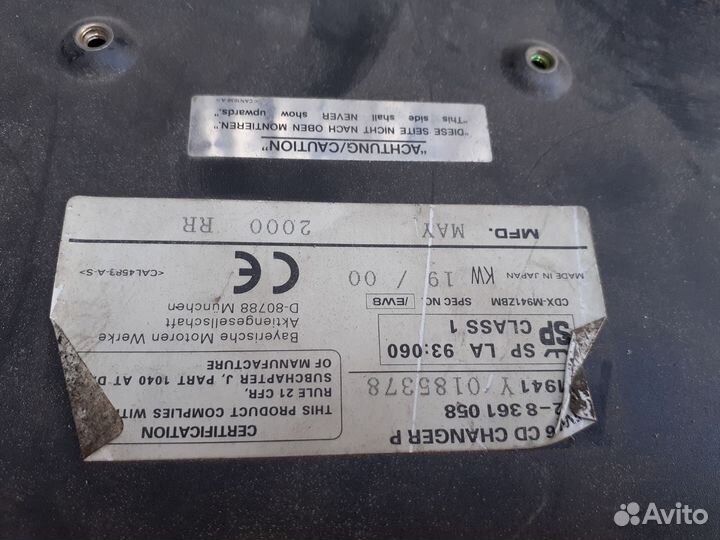 W 6 CD CHANGER P
2-8 361 058
1941Y 0185378
SP LA 93:060
SP CLASS 1
CDX-M941ZBM SPEC NO. /EW8
MADE IN JAPAN KW 19 / 00
MFD. MAY 2000 RR
CERTIFICATION
THIS PRODUCT COMPLIES WITH
RULE 21 CFR,
SUBCHAPTER J, PART 1040 AT D
OF MANUFACTURE
Bayerische Motoren Werke
Aktiengesellschaft
D-80788 München
CE
<CAL4583-A-S>
"ACHTUNG/CAUTION"
"DIESE SEITE NICHT NACH OBEN MONTIEREN."
"This side shall NEVER show upwards."
Avito